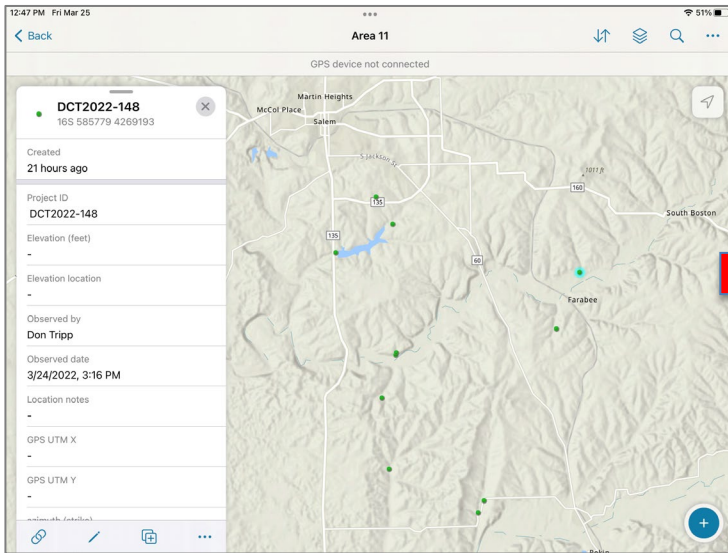 12:47 PM Fri Mar 25
51%
Back
Area 11
GPS device not connected
DCT2022-148
16S 585779 4269193
Created
21 hours ago
Project ID
DCT2022-148
Elevation (feet)
-
Elevation location
-
Observed by
Don Tripp
Observed date
3/24/2022, 3:16 PM
Location notes
-
GPS UTM X
-
GPS UTM Y
-
azimuth (strike)
Martin Heights
McCol Place
Salem
S Jackson St
1011 ft
160
135
South Boston
135
60
Farabee
Pekin